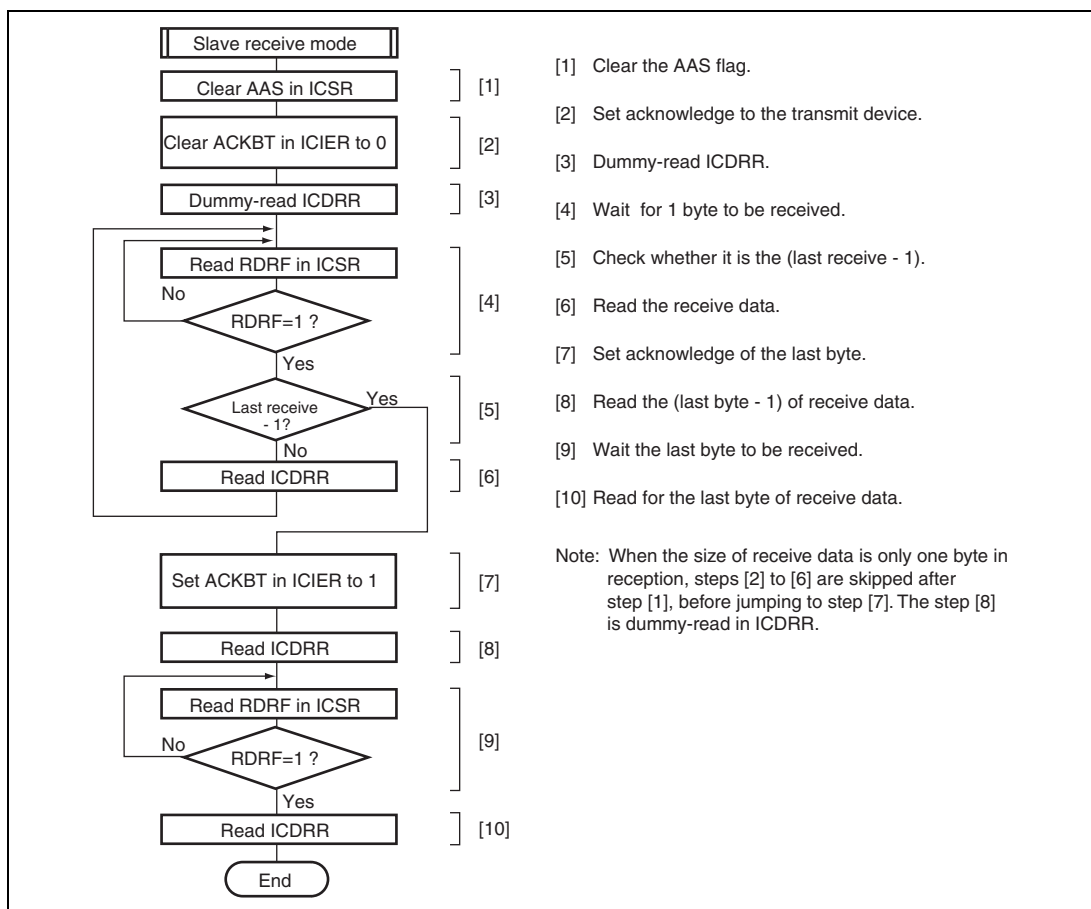 Slave receive mode
Clear AAS in ICSR
[1]
Clear ACKBT in ICIER to 0
[2]
Dummy-read ICDRR
[3]
Read RDRF in ICSR
No
RDRF=1 ?
[4]
Yes
Last receive
- 1?
Yes
[5]
No
Read ICDRR
[6]
Set ACKBT in ICIER to 1
[7]
Read ICDRR
[8]
Read RDRF in ICSR
No
RDRF=1 ?
[9]
Yes
Read ICDRR
[10]
End
[1] Clear the AAS flag.
[2] Set acknowledge to the transmit device.
[3] Dummy-read ICDRR.
[4] Wait for 1 byte to be received.
[5] Check whether it is the (last receive - 1).
[6] Read the receive data.
[7] Set acknowledge of the last byte.
[8] Read the (last byte - 1) of receive data.
[9] Wait the last byte to be received.
[10] Read for the last byte of receive data.
Note: When the size of receive data is only one byte in
reception, steps [2] to [6] are skipped after
step [1], before jumping to step [7]. The step [8]
is dummy-read in ICDRR.